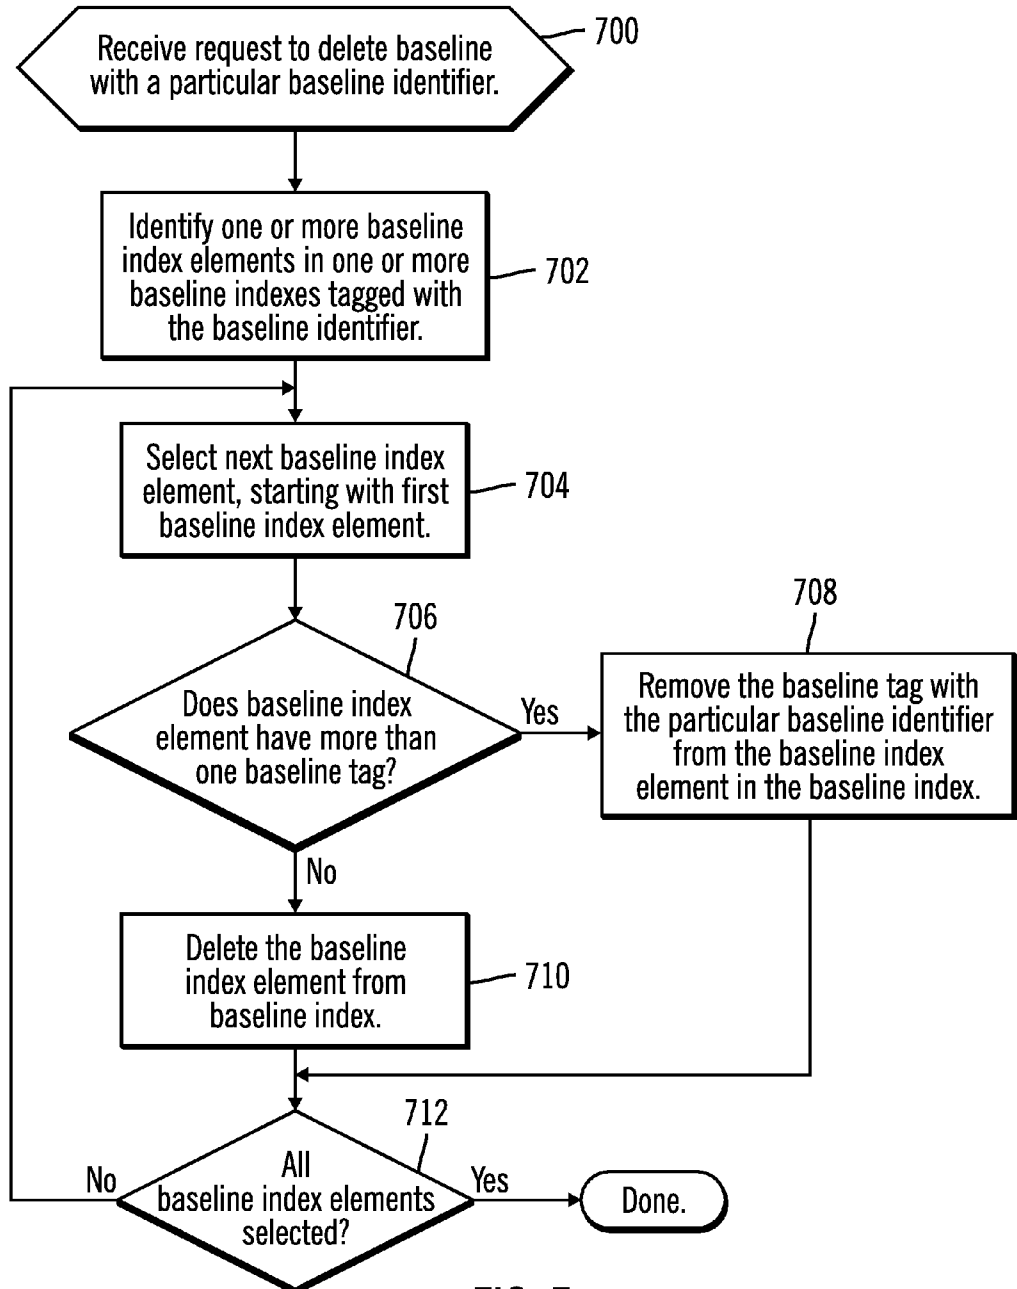 Receive request to delete baseline
with a particular baseline identifier.
700
Identify one or more baseline
index elements in one or more
baseline indexes tagged with
the baseline identifier.
702
Select next baseline index
element, starting with first
baseline index element.
704
706
Does baseline index
element have more than
one baseline tag?
Yes
No
708
Remove the baseline tag with
the particular baseline identifier
from the baseline index
element in the baseline index.
Delete the baseline
index element from
baseline index.
710
712
All
baseline index elements
selected?
No
Yes
Done.